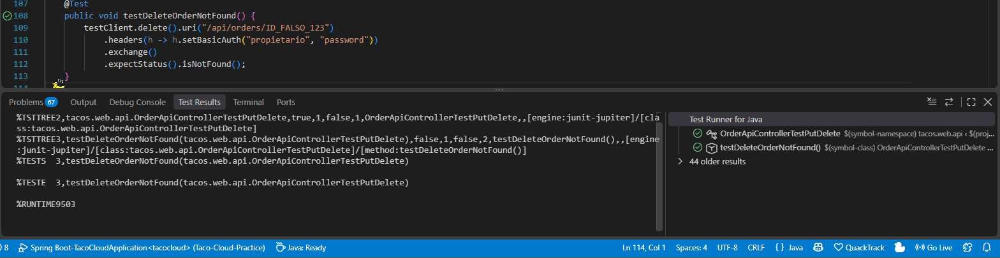 107 @Test
108 public void testDeleteOrderNotFound() {
109 testClient.delete().uri("/api/orders/ID_FALSO_123")
110 .headers(h -> h.setBasicAuth("propietario", "password"))
111 .exchange()
112 .expectStatus().isNotFound();
113 }
114
Problems 67 Output Debug Console Test Results Terminal Ports
%TSTTREE2,tacos.web.api.OrderApiControllerTestPutDelete,true,1,false,1,OrderApiControllerTestPutDelete,,[engine:junit-jupiter]/[cla
ss:tacos.web.api.OrderApiControllerTestPutDelete]
%TSTTREE3,testDeleteOrderNotFound(tacos.web.api.OrderApiControllerTestPutDelete),false,1,false,2,testDeleteOrderNotFound(),,[engine
:junit-jupiter]/[class:tacos.web.api.OrderApiControllerTestPutDelete]/[method:testDeleteOrderNotFound()]
%TESTS 3,testDeleteOrderNotFound(tacos.web.api.OrderApiControllerTestPutDelete)
%TESTE 3,testDeleteOrderNotFound(tacos.web.api.OrderApiControllerTestPutDelete)
%RUNTIME9503
Test Runner for Java
OrderApiControllerTestPutDelete $(symbol-namespace) tacos.web.api ‹ $(proj...
testDeleteOrderNotFound() $(symbol-class) OrderApiControllerTestPutDelete ...
44 older results
8 Spring Boot-TacoCloudApplication<tacocloud> (Taco-Cloud-Practice) Java: Ready Ln 114, Col 1 Spaces: 4 UTF-8 CRLF { } Java QuackTrack Go Live